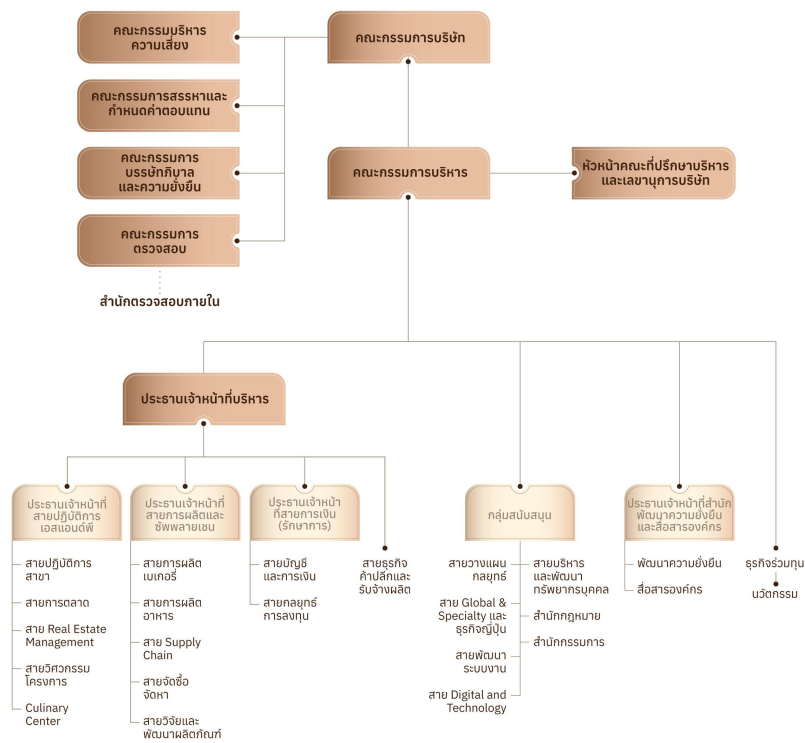 คณะกรรมบริหาร
ความเสี่ยง
คณะกรรมการบริษัท
คณะกรรมการสรรหาและ
กำหนดค่าตอบแทน
คณะกรรมการ
บรรษัทภิบาล
และความยั่งยืน
คณะกรรมการบริหาร
หัวหน้าคณะที่ปรึกษาบริหาร
และเลขานุการบริษัท
คณะกรรมการ
ตรวจสอบ
สำนักตรวจสอบภายใน
ประธานเจ้าหน้าที่บริหาร
ประธานเจ้าหน้าที่
สายปฏิบัติการ
เอสแอนด์พี
ประธานเจ้าหน้าที่
สายการผลิตและ
ซัพพลายเชน
ประธานเจ้าหน้า
ที่สายการเงิน
(รักษาการ)
กลุ่มสนับสนุน
ประธานเจ้าหน้าที่สำนัก
พัฒนาความยั่งยืน
และสื่อสารองค์กร
สายปฏิบัติการ
สาขา
สายการตลาด
สาย Real Estate
Management
สายวิศวกรรม
โครงการ
Culinary
Center
สายการผลิต
เบเกอรี่
สายการผลิต
อาหาร
สาย Supply
Chain
สายจัดซื้อ
จัดหา
สายวิจัยและ
พัฒนาผลิตภัณฑ์
สายบัญชี
และการเงิน
สายกลยุทธ์
การลงทุน
สายธุรกิจ
ค้าปลีกและ
รับจ้างผลิต
สายวางแผน
กลยุทธ์
สาย Global &
Specialty และ
ธุรกิจญี่ปุ่น
สายพัฒนา
ระบบงาน
สาย Digital and
Technology
สายบริหาร
และพัฒนา
ทรัพยากรบุคคล
สำนักกฎหมาย
สำนักกรรมการ
พัฒนาความยั่งยืน
สื่อสารองค์กร
ธุรกิจร่วมทุน
นวัตกรรม